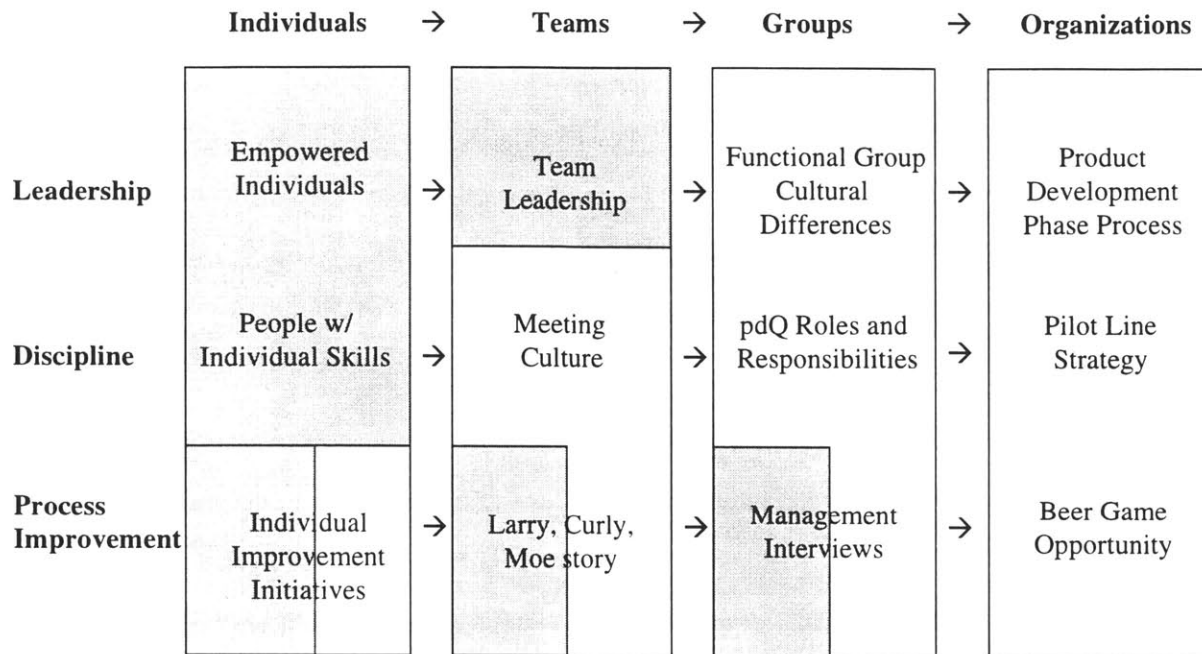 Individuals → Teams → Groups → Organizations
Leadership
Empowered
Individuals
→
Team
Leadership
→
Functional Group
Cultural
Differences
→
Product
Development
Phase Process
Discipline
People w/
Individual Skills
→
Meeting
Culture
→
pdQ Roles and
Responsibilities
→
Pilot Line
Strategy
Process
Improvement
Individual
Improvement
Initiatives
→
Larry, Curly,
Moe story
→
Management
Interviews
→
Beer Game
Opportunity